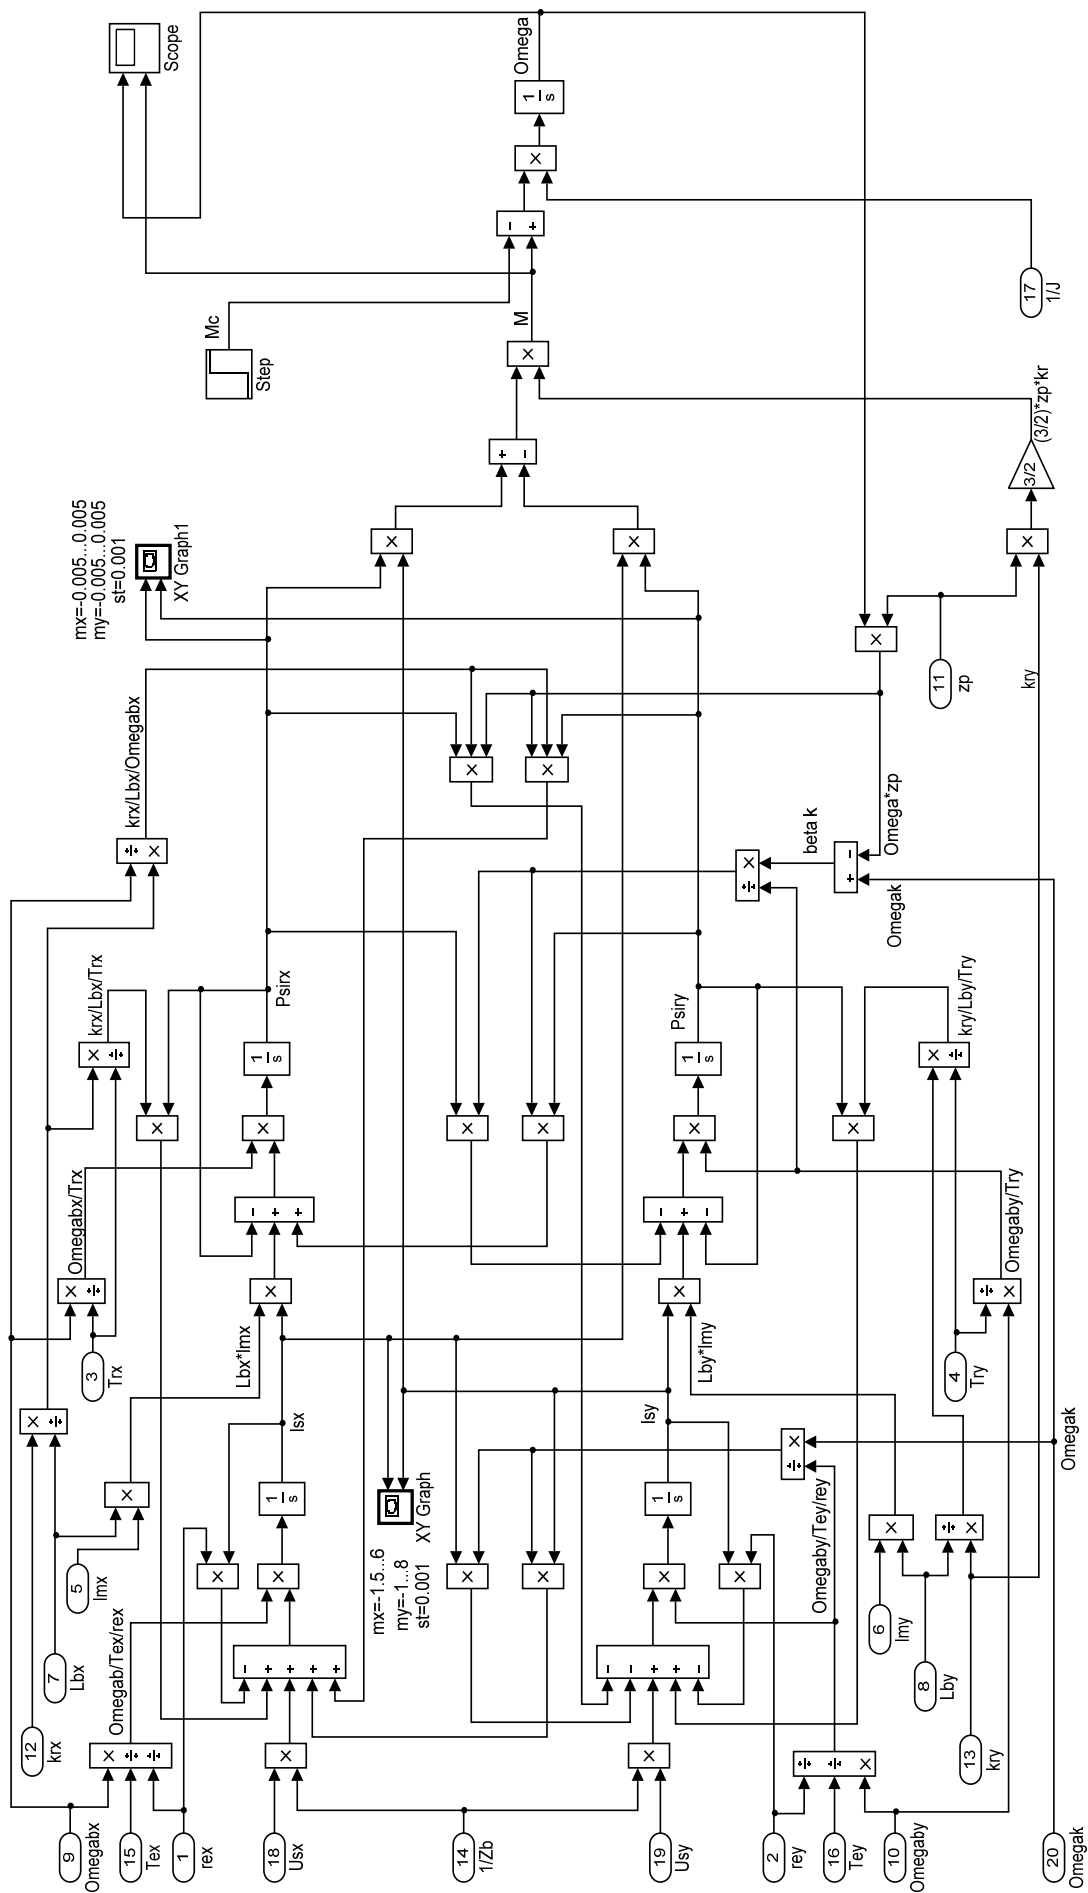 Scope
Omega
1
s
Mc
Step
M
17
1/J
3/2
(3/2)*zp*kr
mx=-0.005...0.005
my=-0.005...0.005
st=0.001
XY Graph1
11
zp
kry
krx/Lbx/Omegabx
beta k
Omega*zp
Omegak
krx/Lbx/Trx
Psirx
1
s
Psiry
1
s
kry/Lby/Try
Omegabx/Trx
Omegaby/Try
3
Trx
Lbx*lmx
Lby*lmy
4
Try
Isx
Isy
Omegak
1
s
XY Graph
mx=-1.5...6
my=-1...8
st=0.001
1
s
Omegaby/Tey/rey
5
lmx
6
lmy
7
Lbx
Omegab/Tex/rex
8
Lby
12
krx
13
kry
9
Omegabx
15
Tex
1
rex
18
Usx
14
1/Zb
19
Usy
2
rey
16
Tey
10
Omegaby
20
Omegak